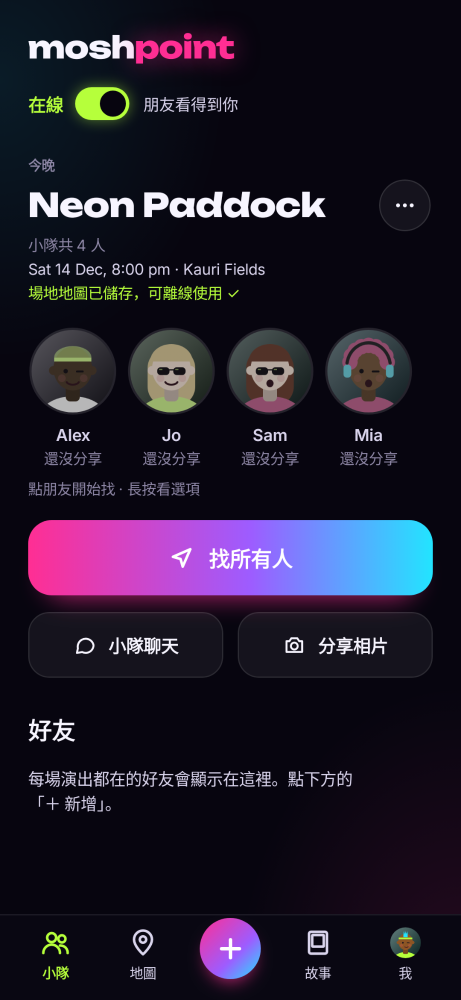 moshpoint
在線 朋友看得到你
今晚
Neon Paddock
小隊共 4 人
Sat 14 Dec, 8:00 pm · Kauri Fields
場地地圖已儲存，可離線使用 ✓
Alex Jo Sam Mia
還沒分享 還沒分享 還沒分享 還沒分享
點朋友開始找 · 長按看選項
找所有人
小隊聊天 分享相片
好友
每場演出都在的好友會顯示在這裡。點下方的
「＋ 新增」。
小隊 地圖 故事 我